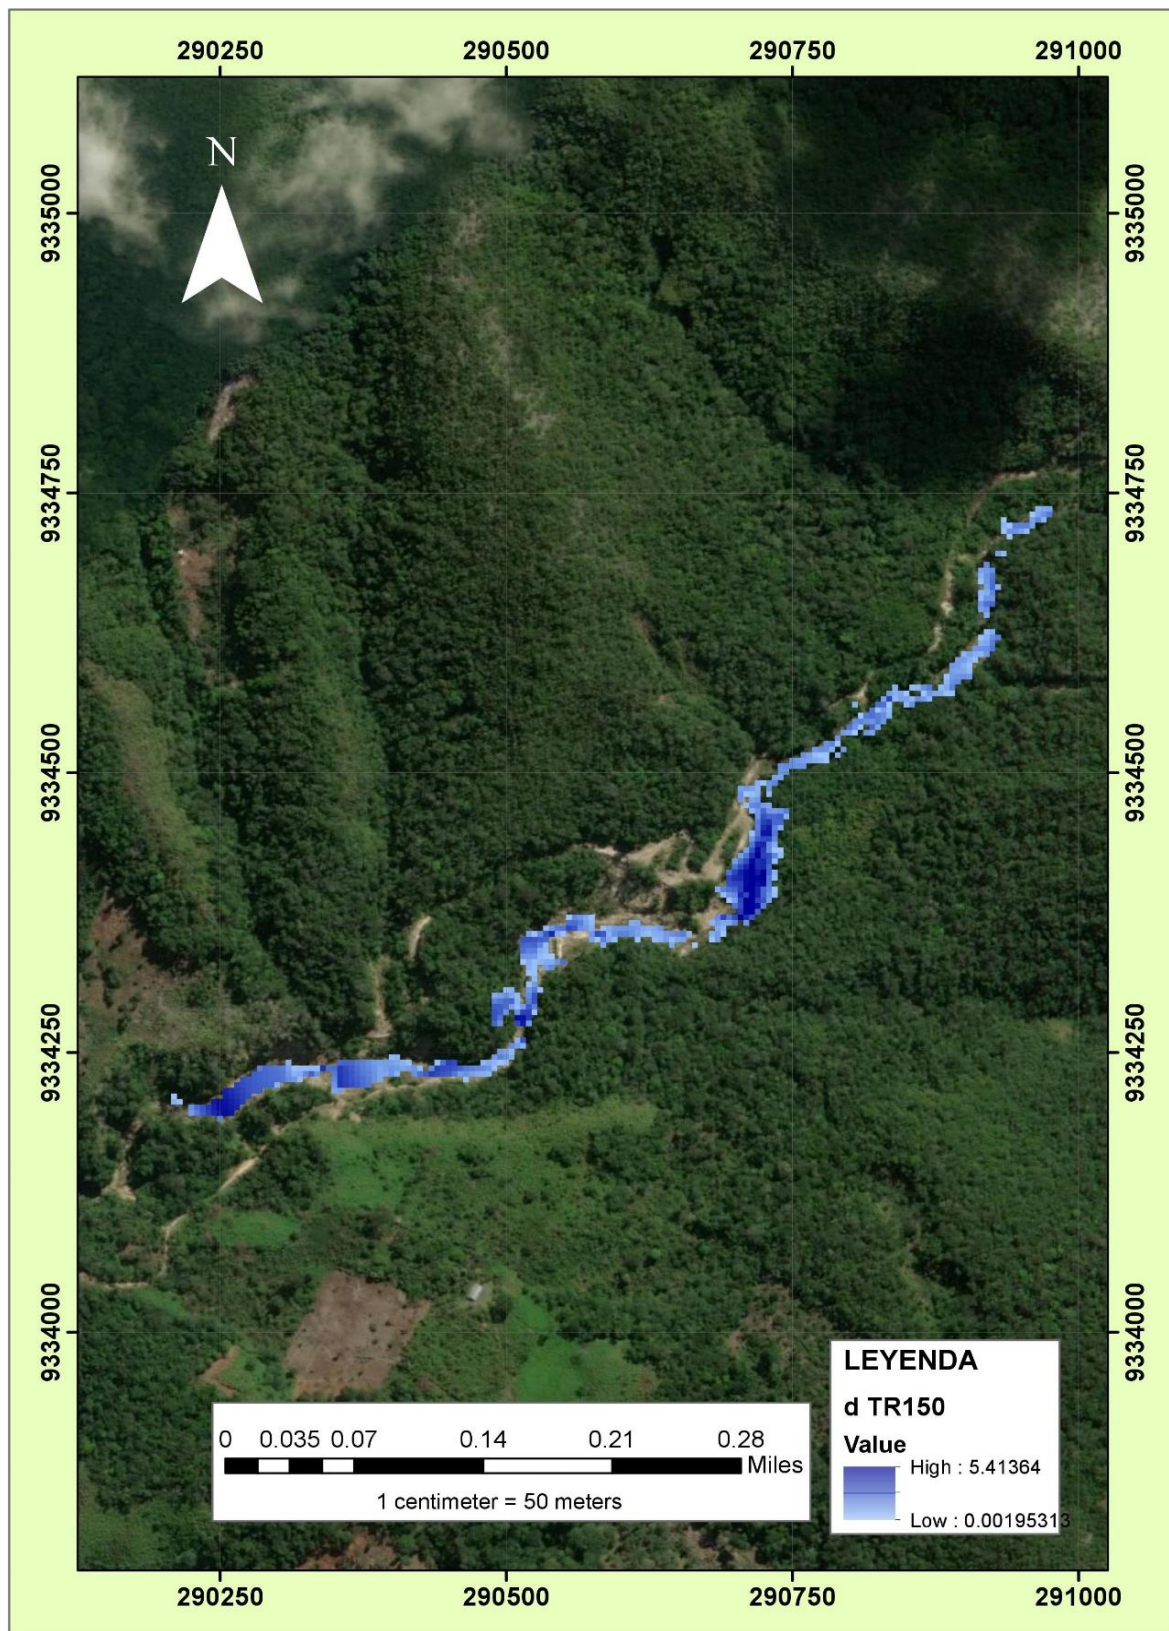 290250 290500 290750 291000
N
9335000 9335000
9334750 9334750
9334500 9334500
9334250 9334250
9334000 9334000
LEYENDA
d TR150
Value
High : 5.41364
Low : 0.00195313
0 0.035 0.07 0.14 0.21 0.28
Miles
1 centimeter = 50 meters
290250 290500 290750 291000